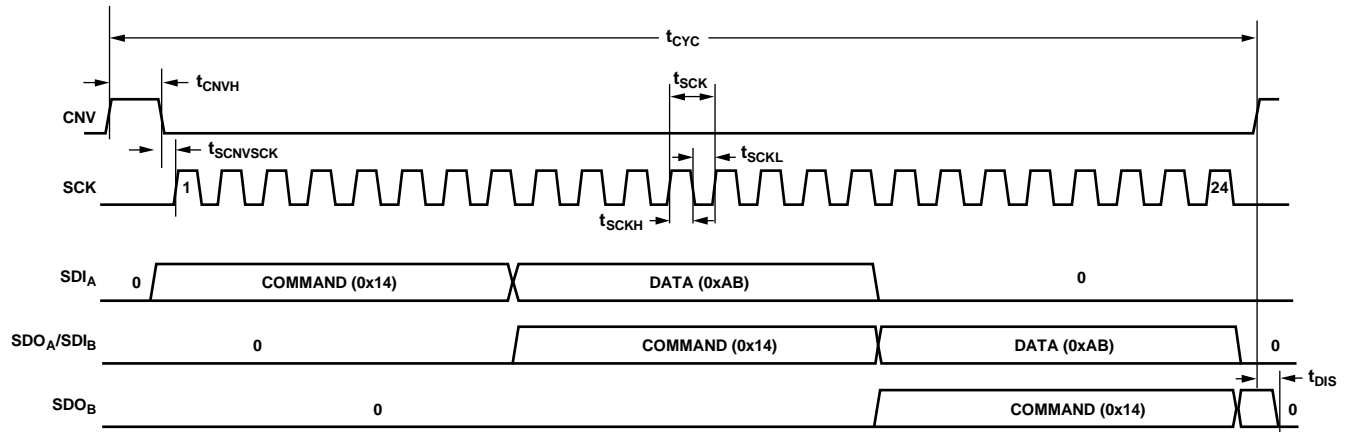 tCYC
tCNVH
tSCK
CNV
tSCNVSCK
tSCKL
SCK
1
24
tSCKH
SDIA
0
COMMAND (0x14)
DATA (0xAB)
0
SDOA/SDIB
0
COMMAND (0x14)
DATA (0xAB)
0
tDIS
SDOB
0
COMMAND (0x14)
0